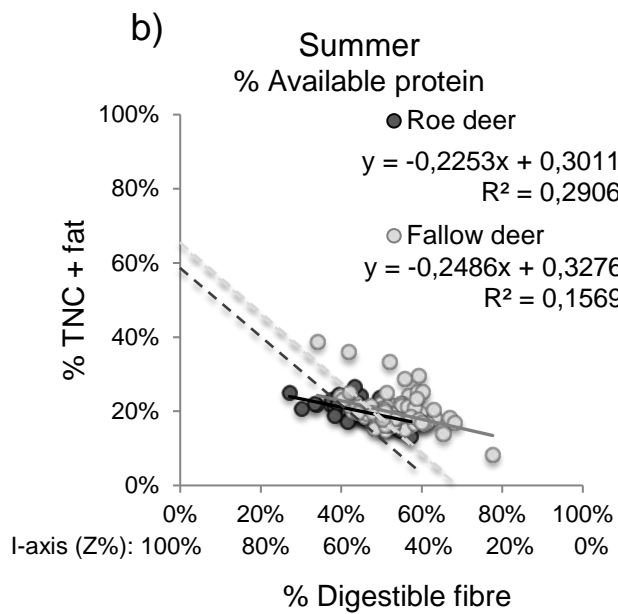 b)
Summer
% Available protein
Roe deer
y = -0,2253x + 0,3011
R² = 0,2906
Fallow deer
y = -0,2486x + 0,3276
R² = 0,1569
% TNC + fat
100%
80%
60%
40%
20%
0%
0% 20% 40% 60% 80% 100%
I-axis (Z%): 100% 80% 60% 40% 20% 0%
% Digestible fibre